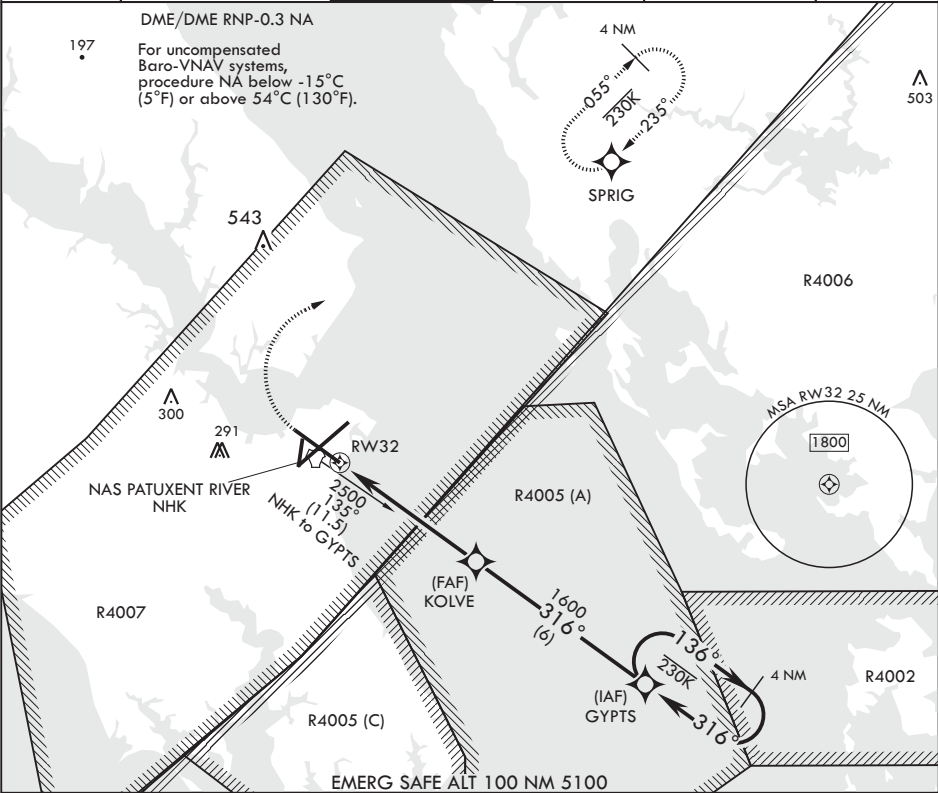 DME/DME RNP-0.3 NA
For uncompensated
Baro-VNAV systems,
procedure NA below -15°C
(5°F) or above 54°C (130°F).
197
4 NM
055°
230K
235°
SPRIG
503
543
R4006
300
291
MSA RW32 25 NM
1800
RW32
NAS PATUXENT RIVER
NHK
2500
135°
(11.5)
NHK to GYPTS
R4005 (A)
(FAF)
KOLVE
1600
316°
(6)
R4007
136°
230K
4 NM
(IAF)
GYPTS
316°
R4002
R4005 (C)
EMERG SAFE ALT 100 NM 5100